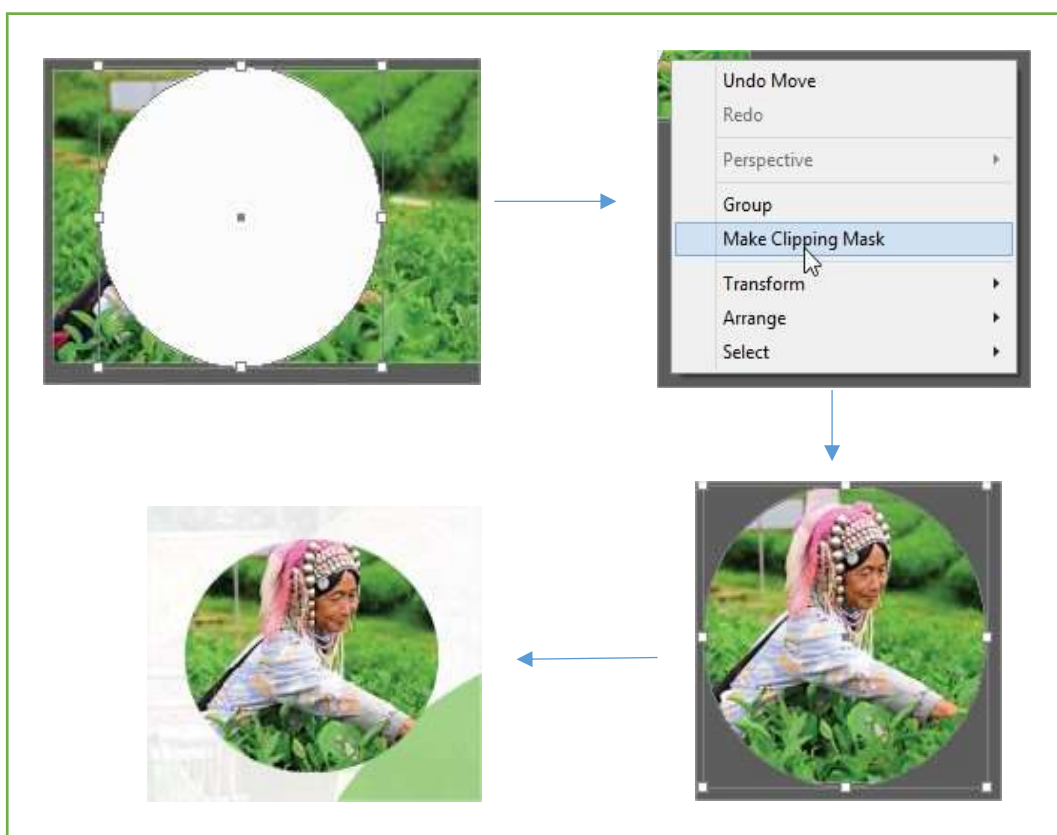 Undo Move
Redo
Perspective
Group
Make Clipping Mask
Transform
Arrange
Select